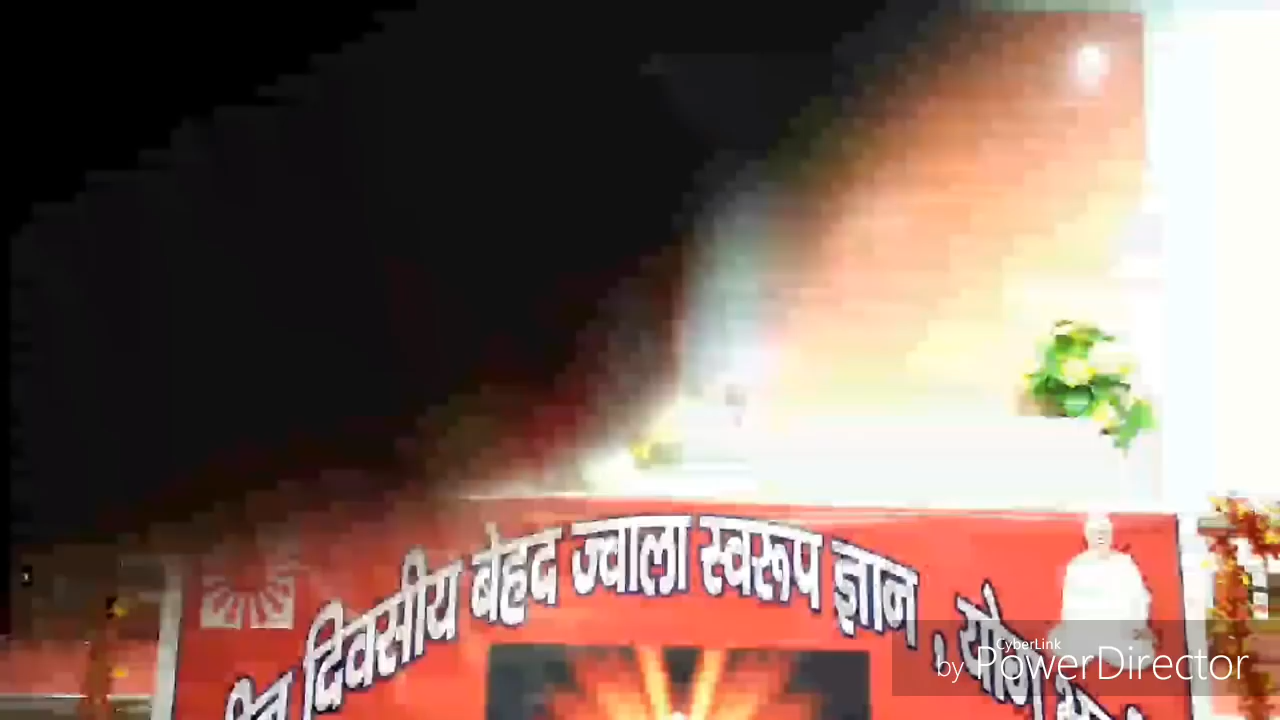 दिवसीय बेहद ज्वाला स्वरूप ज्ञान , योग
CyberLink
by PowerDirector